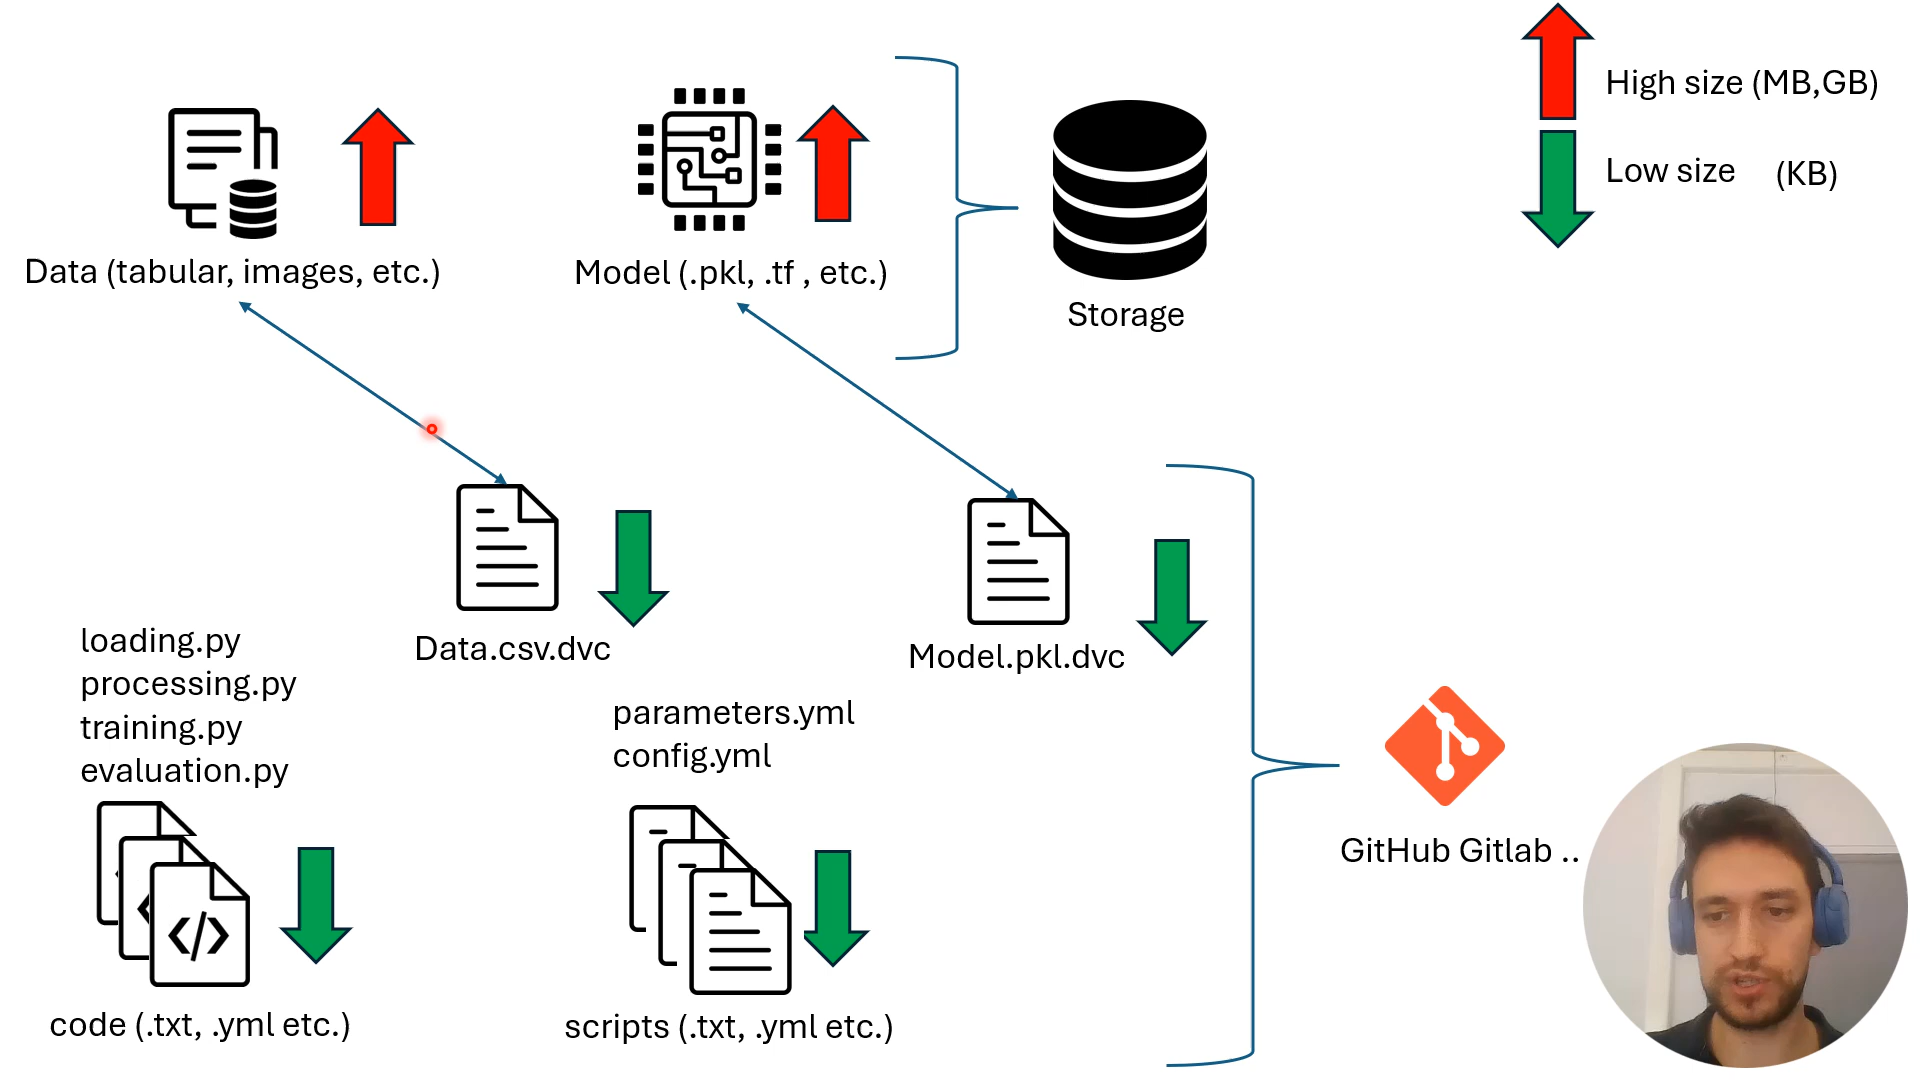 High size (MB,GB)
Low size (KB)
Data (tabular, images, etc.)
Model (.pkl, .tf , etc.)
Storage
Data.csv.dvc
Model.pkl.dvc
loading.py
processing.py
training.py
evaluation.py
parameters.yml
config.yml
GitHub Gitlab ..
code (.txt, .yml etc.)
scripts (.txt, .yml etc.)